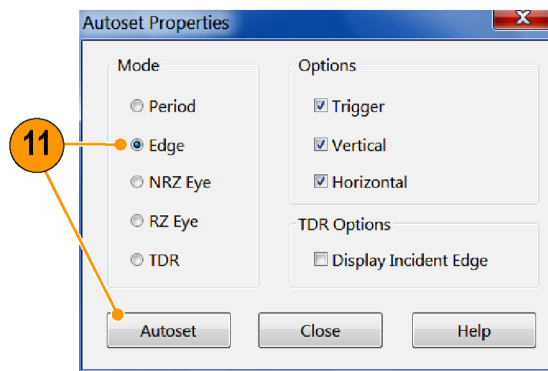 Autoset Properties
X
Mode
Period
Edge
NRZ Eye
RZ Eye
TDR
Options
Trigger
Vertical
Horizontal
TDR Options
Display Incident Edge
Autoset
Close
Help
11